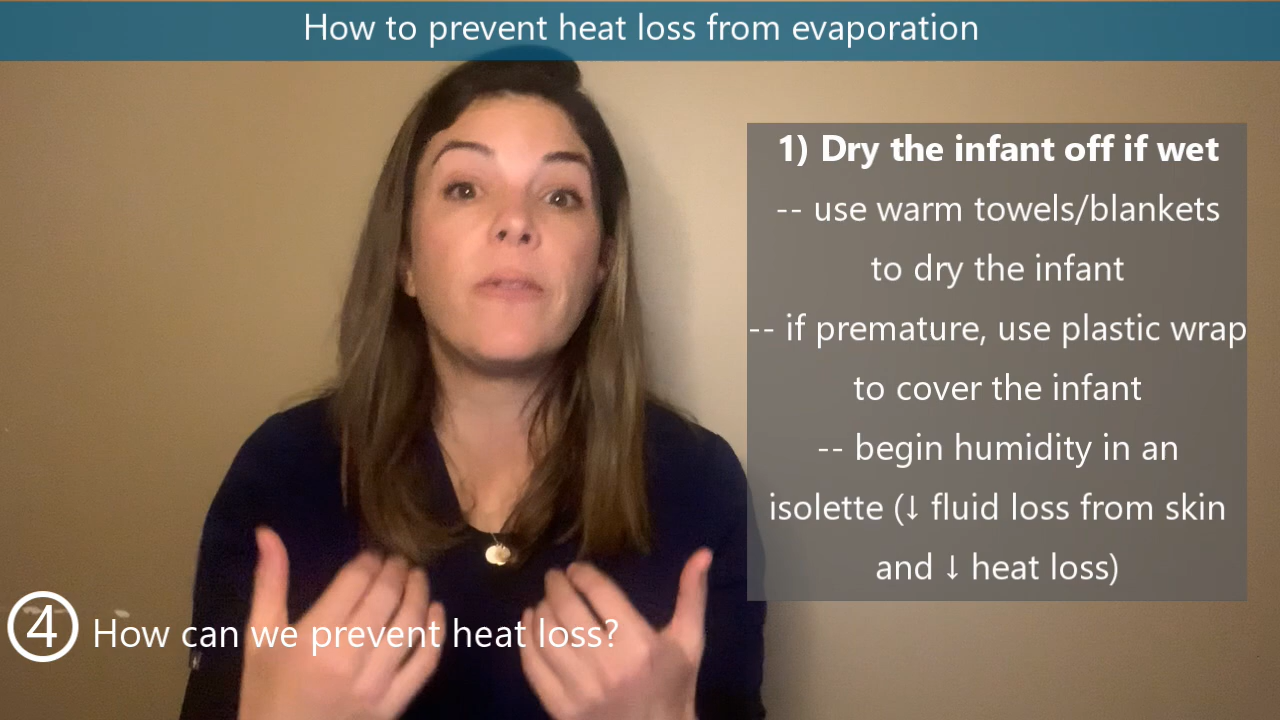 How to prevent heat loss from evaporation
1) Dry the infant off if wet
-- use warm towels/blankets
to dry the infant
-- if premature, use plastic wrap
to cover the infant
-- begin humidity in an
isolette (↓ fluid loss from skin
and ↓ heat loss)
4 How can we prevent heat loss?